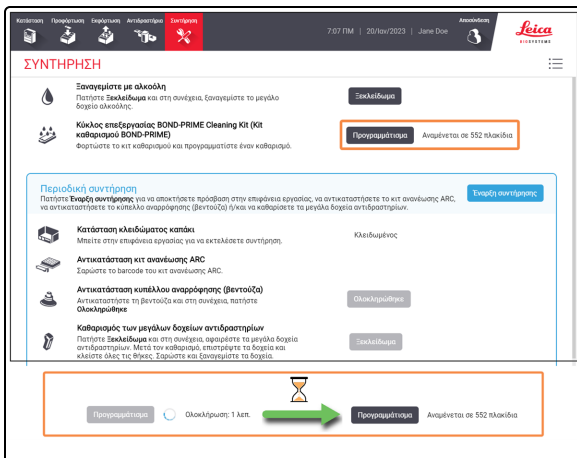 Κατάσταση Προφόρτωση Εκφόρτωση Αντιδραστήρια Συντήρηση
7:07 ΠΜ | 20/Ιαν/2023 | Jane Doe
Αποσύνδεση
Leica
BIOSYSTEMS
ΣΥΝΤΗΡΗΣΗ
Ξαναγεμίστε με αλκοόλη
Πατήστε Ξεκλείδωμα και στη συνέχεια, ξαναγεμίστε το μεγάλο
δοχείο αλκοόλης.
Ξεκλείδωμα
Κύκλος επεξεργασίας BOND-PRIME Cleaning Kit (Kit
καθαρισμού BOND-PRIME)
Φορτώστε το κιτ καθαρισμού και προγραμματίστε έναν καθαρισμό.
Προγραμμάτισμα Αναμένεται σε 552 πλακίδια
Περιοδική συντήρηση
Πατήστε Έναρξη συντήρησης για να αποκτήσετε πρόσβαση στην επιφάνεια εργασίας, να αντικαταστήσετε το κιτ ανανέωσης ARC,
να αντικαταστήσετε το κύπελλο αναρρόφησης (βεντούζα) ή/και να καθαρίσετε τα μεγάλα δοχεία αντιδραστηρίων.
Έναρξη συντήρησης
Κατάσταση κλειδώματος καπάκι
Μπείτε στην επιφάνεια εργασίας για να εκτελέσετε συντήρηση.
Κλειδωμένος
Αντικατάσταση κιτ ανανέωσης ARC
Σαρώστε το barcode του κιτ ανανέωσης ARC.
Αντικατάσταση κυπέλλου αναρρόφησης (βεντούζα)
Αντικαταστήστε τη βεντούζα και στη συνέχεια, πατήστε
Ολοκληρώθηκε
Ολοκληρώθηκε
Καθαρισμός των μεγάλων δοχείων αντιδραστηρίων
Πατήστε Ξεκλείδωμα και στη συνέχεια, αφαιρέστε τα μεγάλα δοχεία
αντιδραστηρίων. Μετά τον καθαρισμό, επιστρέψτε τα δοχεία και
κλείστε όλες τις θήκες. Σαρώστε και ξαναγεμίστε τα δοχεία.
Ξεκλείδωμα
Προγραμμάτισμα Ολοκλήρωση: 1 λεπ. Προγραμμάτισμα Αναμένεται σε 552 πλακίδια